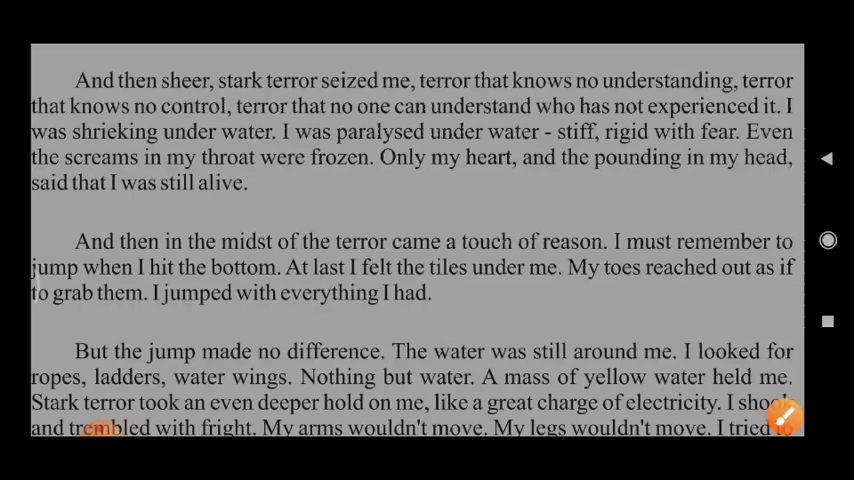 And then sheer, stark terror seized me, terror that knows no understanding, terror
that knows no control, terror that no one can understand who has not experienced it. I
was shrieking under water. I was paralysed under water - stiff, rigid with fear. Even
the screams in my throat were frozen. Only my heart, and the pounding in my head,
said that I was still alive.
And then in the midst of the terror came a touch of reason. I must remember to
jump when I hit the bottom. At last I felt the tiles under me. My toes reached out as if
to grab them. I jumped with everything I had.
But the jump made no difference. The water was still around me. I looked for
ropes, ladders, water wings. Nothing but water. A mass of yellow water held me.
Stark terror took an even deeper hold on me, like a great charge of electricity. I shook
and trembled with fright. My arms wouldn't move. My legs wouldn't move. I tried to